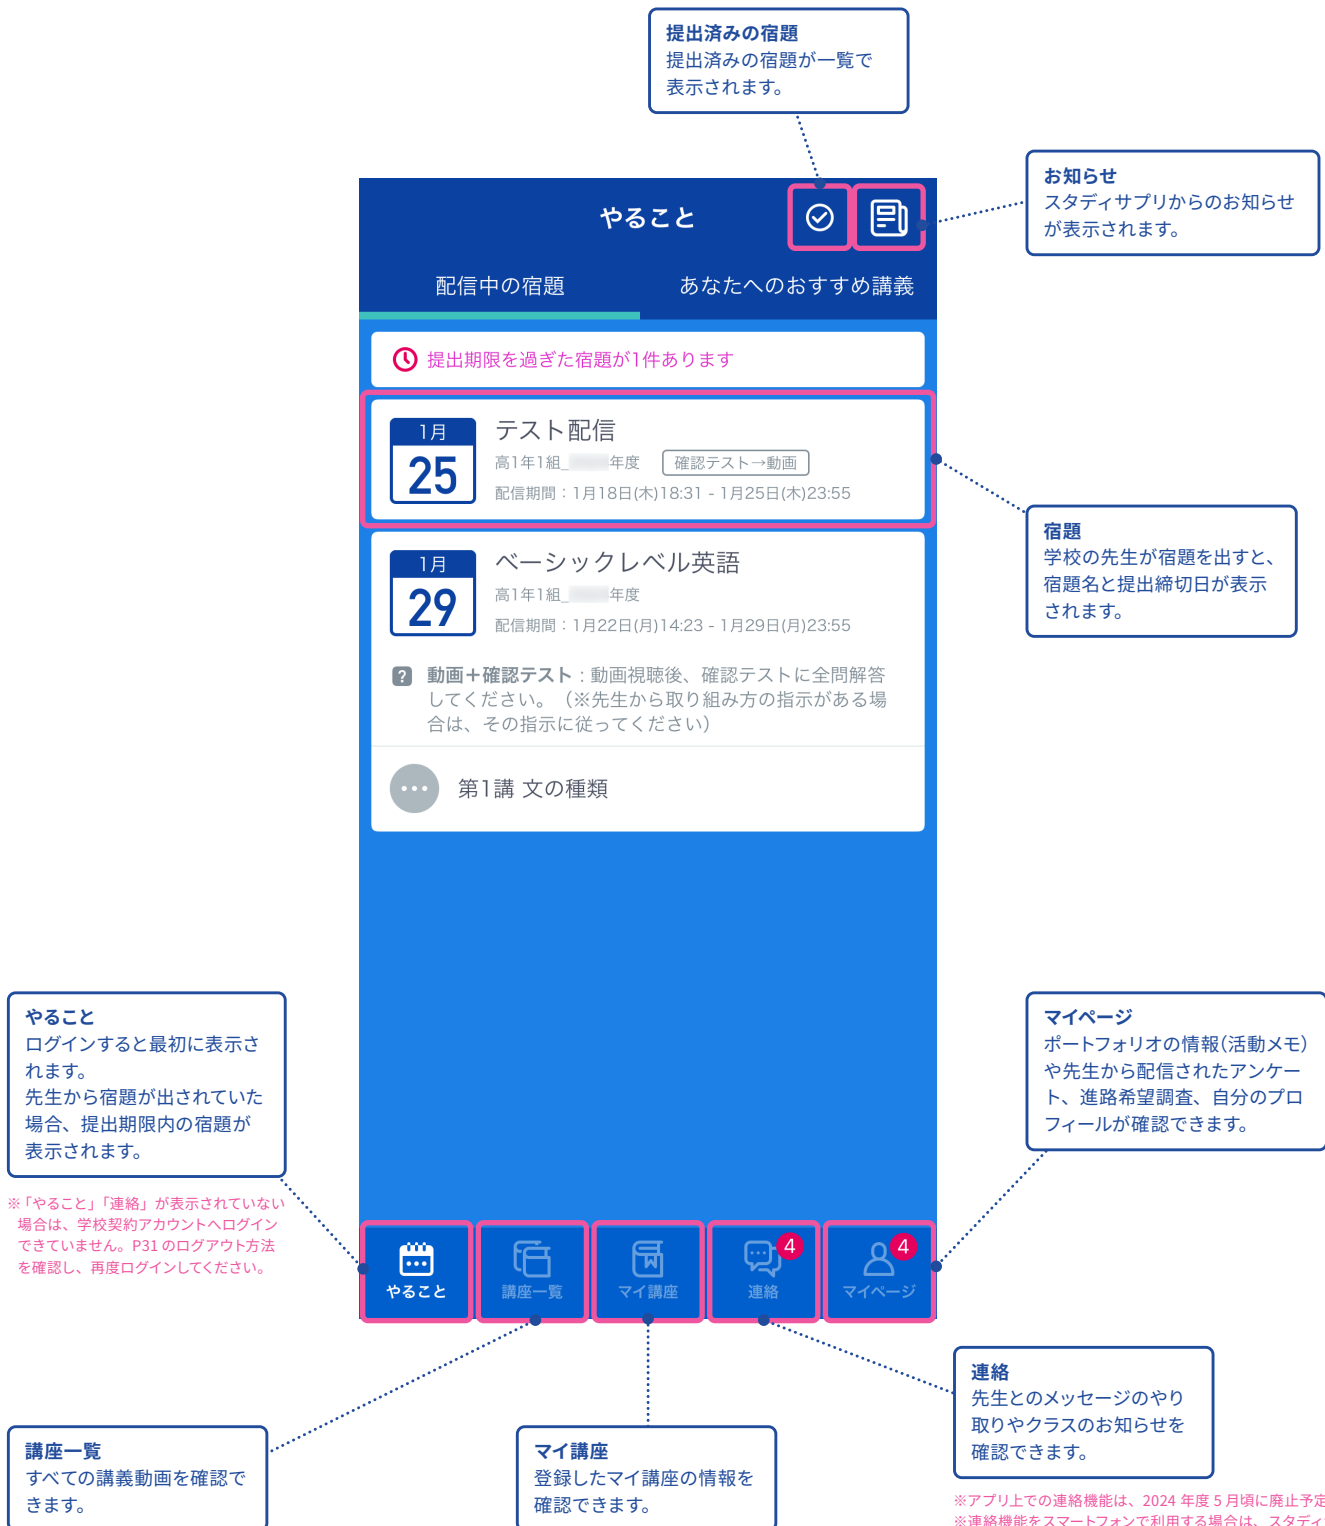 提出済みの宿題
提出済みの宿題が一覧で
表示されます。
お知らせ
スタディサプリからのお知らせ
が表示されます。
やること
配信中の宿題
あなたへのおすすめ講義
提出期限を過ぎた宿題が1件あります
1月
25
テスト配信
高1年1組_
年度
確認テスト→動画
配信期間：1月18日(木)18:31 - 1月25日(木)23:55
宿題
学校の先生が宿題を出すと、
宿題名と提出締切日が表示
されます。
1月
29
ベーシックレベル英語
高1年1組_
年度
配信期間：1月22日(月)14:23 - 1月29日(月)23:55
? 動画＋確認テスト：動画視聴後、確認テストに全問解答
してください。（※先生から取り組み方の指示がある場
合は、その指示に従ってください）
第1講 文の種類
やること
ログインすると最初に表示さ
れます。
先生から宿題が出されていた
場合、提出期限内の宿題が
表示されます。
※「やること」「連絡」が表示されていない
場合は、学校契約アカウントへログイン
できていません。P31 のログアウト方法
を確認し、再度ログインしてください。
マイページ
ポートフォリオの情報（活動メモ）
や先生から配信されたアンケー
ト、進路希望調査、自分のプロ
フィールが確認できます。
やること
講座一覧
マイ講座
4
連絡
4
マイページ
連絡
先生とのメッセージのやり
取りやクラスのお知らせを
確認できます。
講座一覧
すべての講義動画を確認で
きます。
マイ講座
登録したマイ講座の情報を
確認できます。
※アプリ上での連絡機能は、2024 年度 5 月頃に廃止予定
※連絡機能をスマートフォンで利用する場合は、スタディ